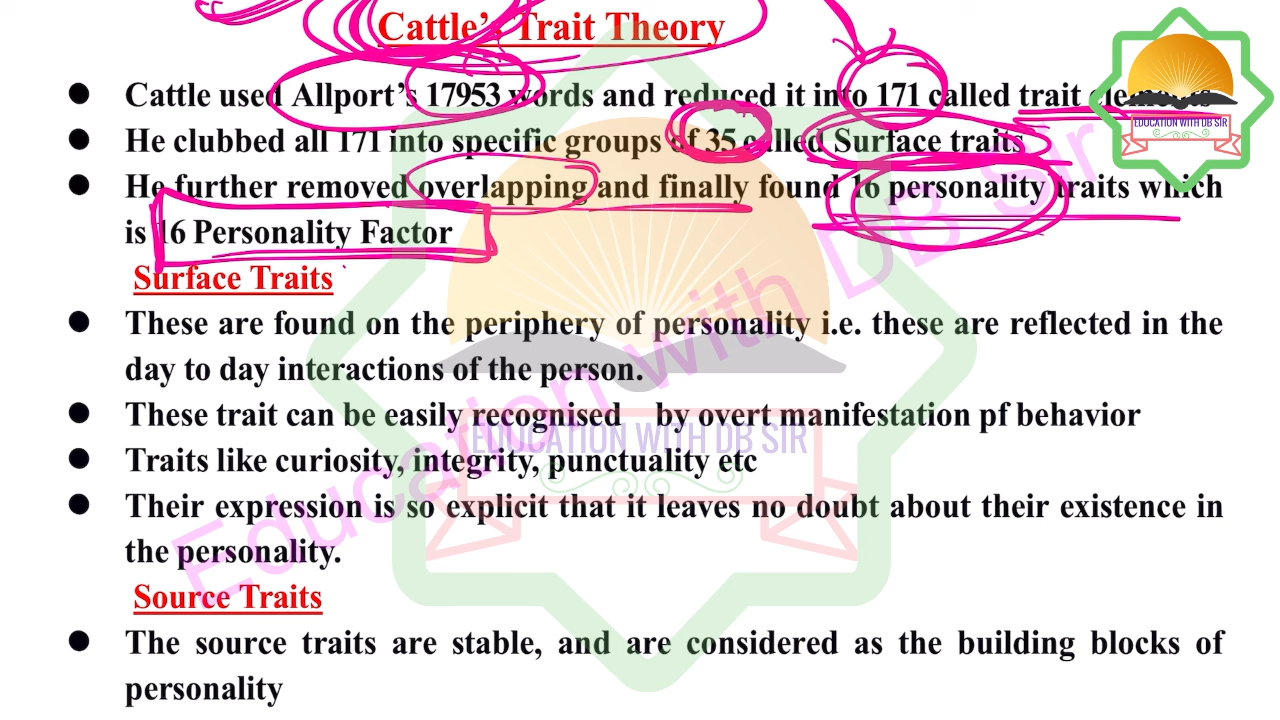 Cattle's Trait Theory
● Cattle used Allport's 17953 words and reduced it into 171 called trait elements
● He clubbed all 171 into specific groups of 35 called Surface traits
● He further removed overlapping and finally found 16 personality traits which
is 16 Personality Factor
Surface Traits
● These are found on the periphery of personality i.e. these are reflected in the
day to day interactions of the person.
● These trait can be easily recognised by overt manifestation pf behavior
● Traits like curiosity, integrity, punctuality etc
● Their expression is so explicit that it leaves no doubt about their existence in
the personality.
Source Traits
● The source traits are stable, and are considered as the building blocks of
personality
EDUCATION WITH DB SIR
EDUCATION WITH DB SIR
Education with DB Sir